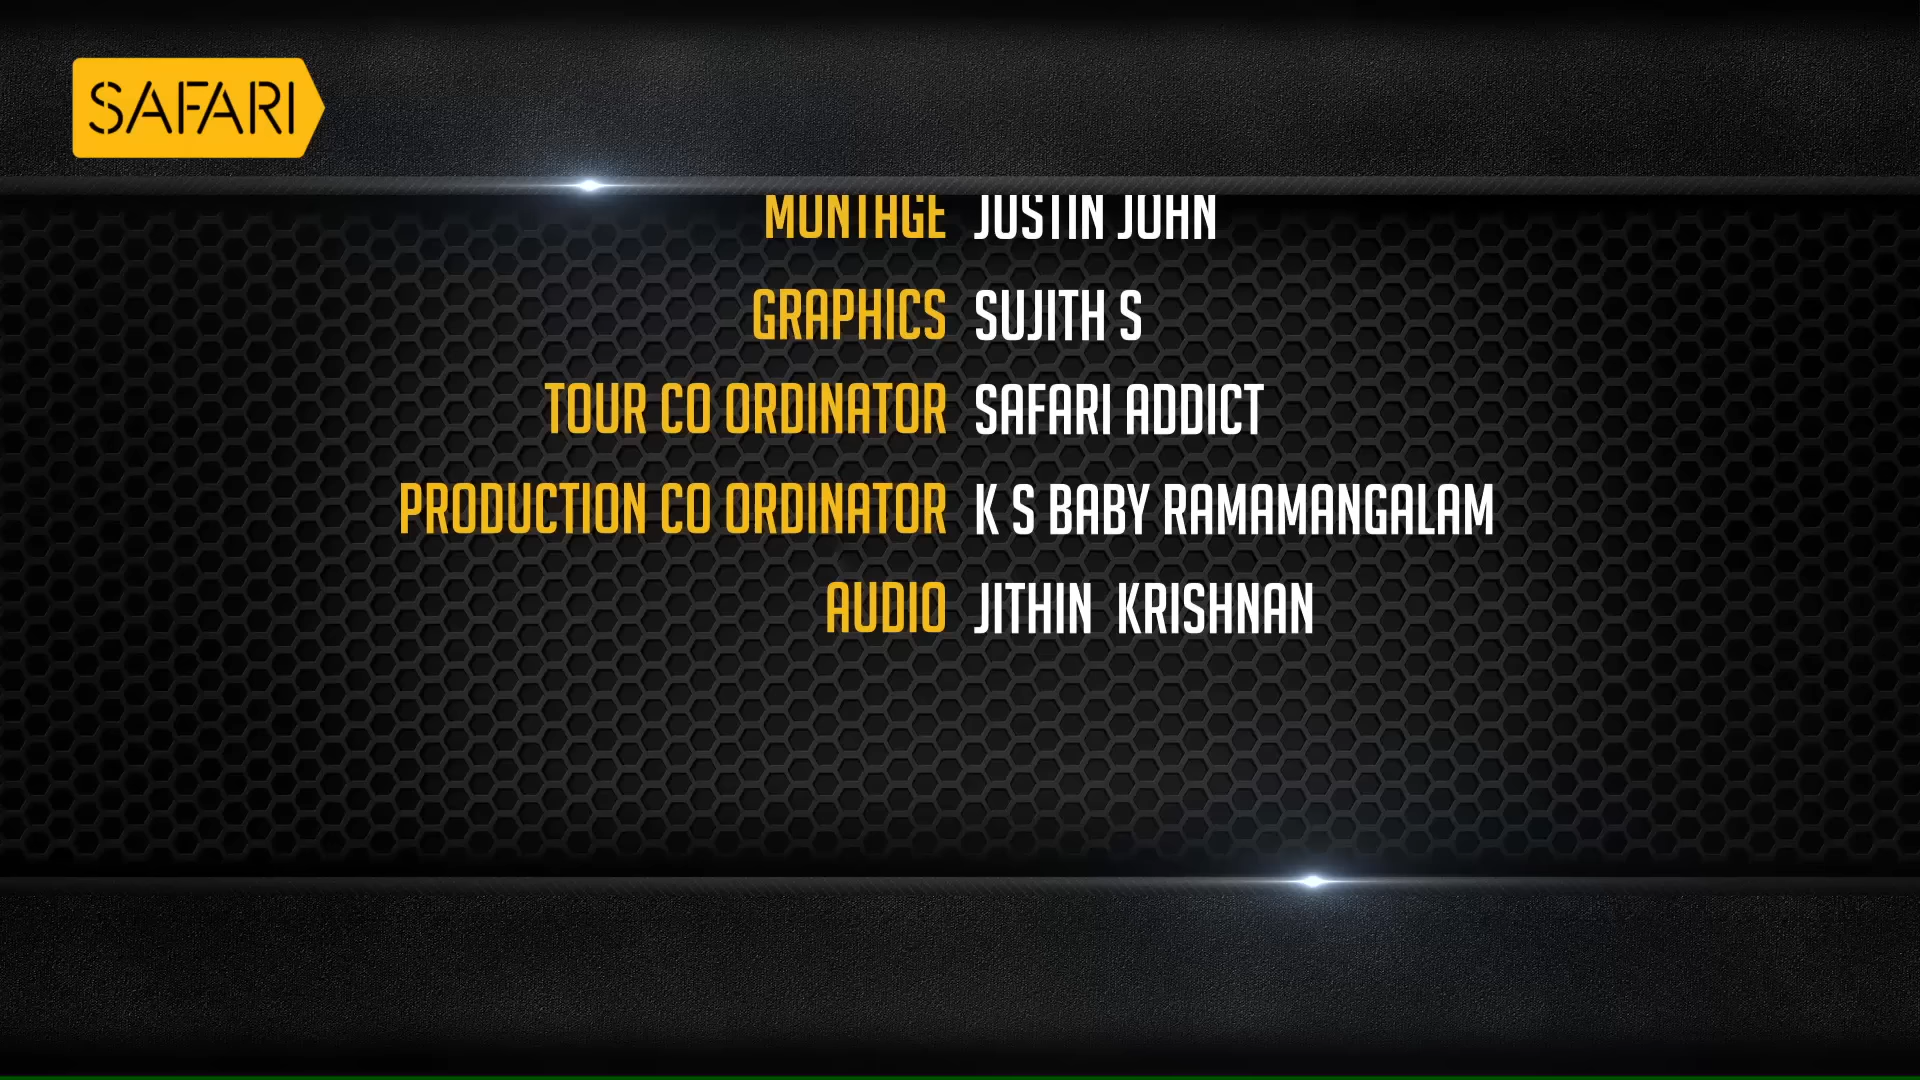 SAFARI
MONTAGE JUSTIN JOHN
GRAPHICS SUJITH S
TOUR CO ORDINATOR SAFARI ADDICT
PRODUCTION CO ORDINATOR K S BABY RAMAMANGALAM
AUDIO JITHIN  KRISHNAN